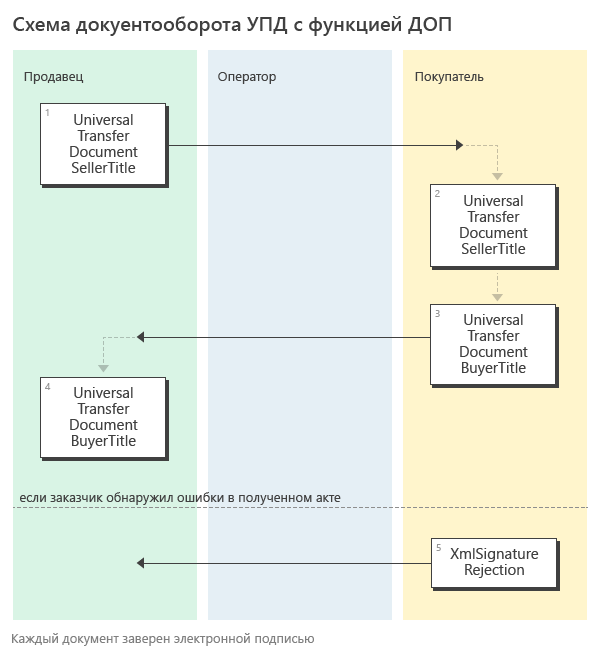 Схема докуентооборота УПД с функцией ДОП
Продавец
Оператор
Покупатель
1
Universal
Transfer
Document
SellerTitle
2
Universal
Transfer
Document
SellerTitle
3
Universal
Transfer
Document
BuyerTitle
4
Universal
Transfer
Document
BuyerTitle
если заказчик обнаружил ошибки в полученном акте
5
XmlSignature
Rejection
Каждый документ заверен электронной подписью